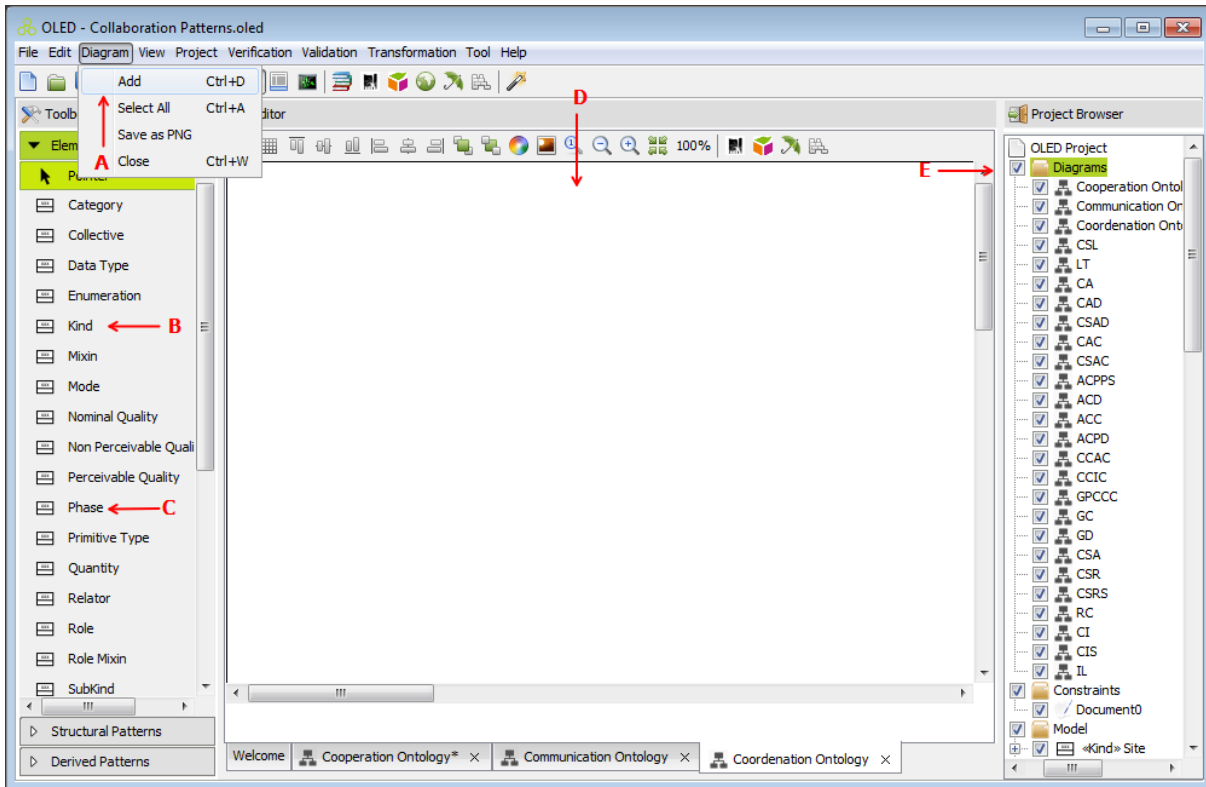 OLED - Collaboration Patterns.oled
File Edit Diagram View Project Verification Validation Transformation Tool Help
Add Ctrl+D
Select All Ctrl+A
Save as PNG
Close Ctrl+W
A
D
E
B
C
Project Browser
100%
Pointer
Category
Collective
Data Type
Enumeration
Kind
Mixin
Mode
Nominal Quality
Non Perceivable Quali
Perceivable Quality
Phase
Primitive Type
Quantity
Relator
Role
Role Mixin
SubKind
Structural Patterns
Derived Patterns
Welcome Cooperation Ontology* Communication Ontology Coordenation Ontology
OLED Project
Diagrams
Cooperation Ontol
Communication Or
Coordenation Onto
CSL
LT
CA
CAD
CSAD
CAC
CSAC
ACPPS
ACD
ACC
ACPD
CCAC
CCIC
GPCCC
GC
GD
CSA
CSR
CSRS
RC
CI
CIS
IL
Constraints
Document0
Model
«Kind» Site